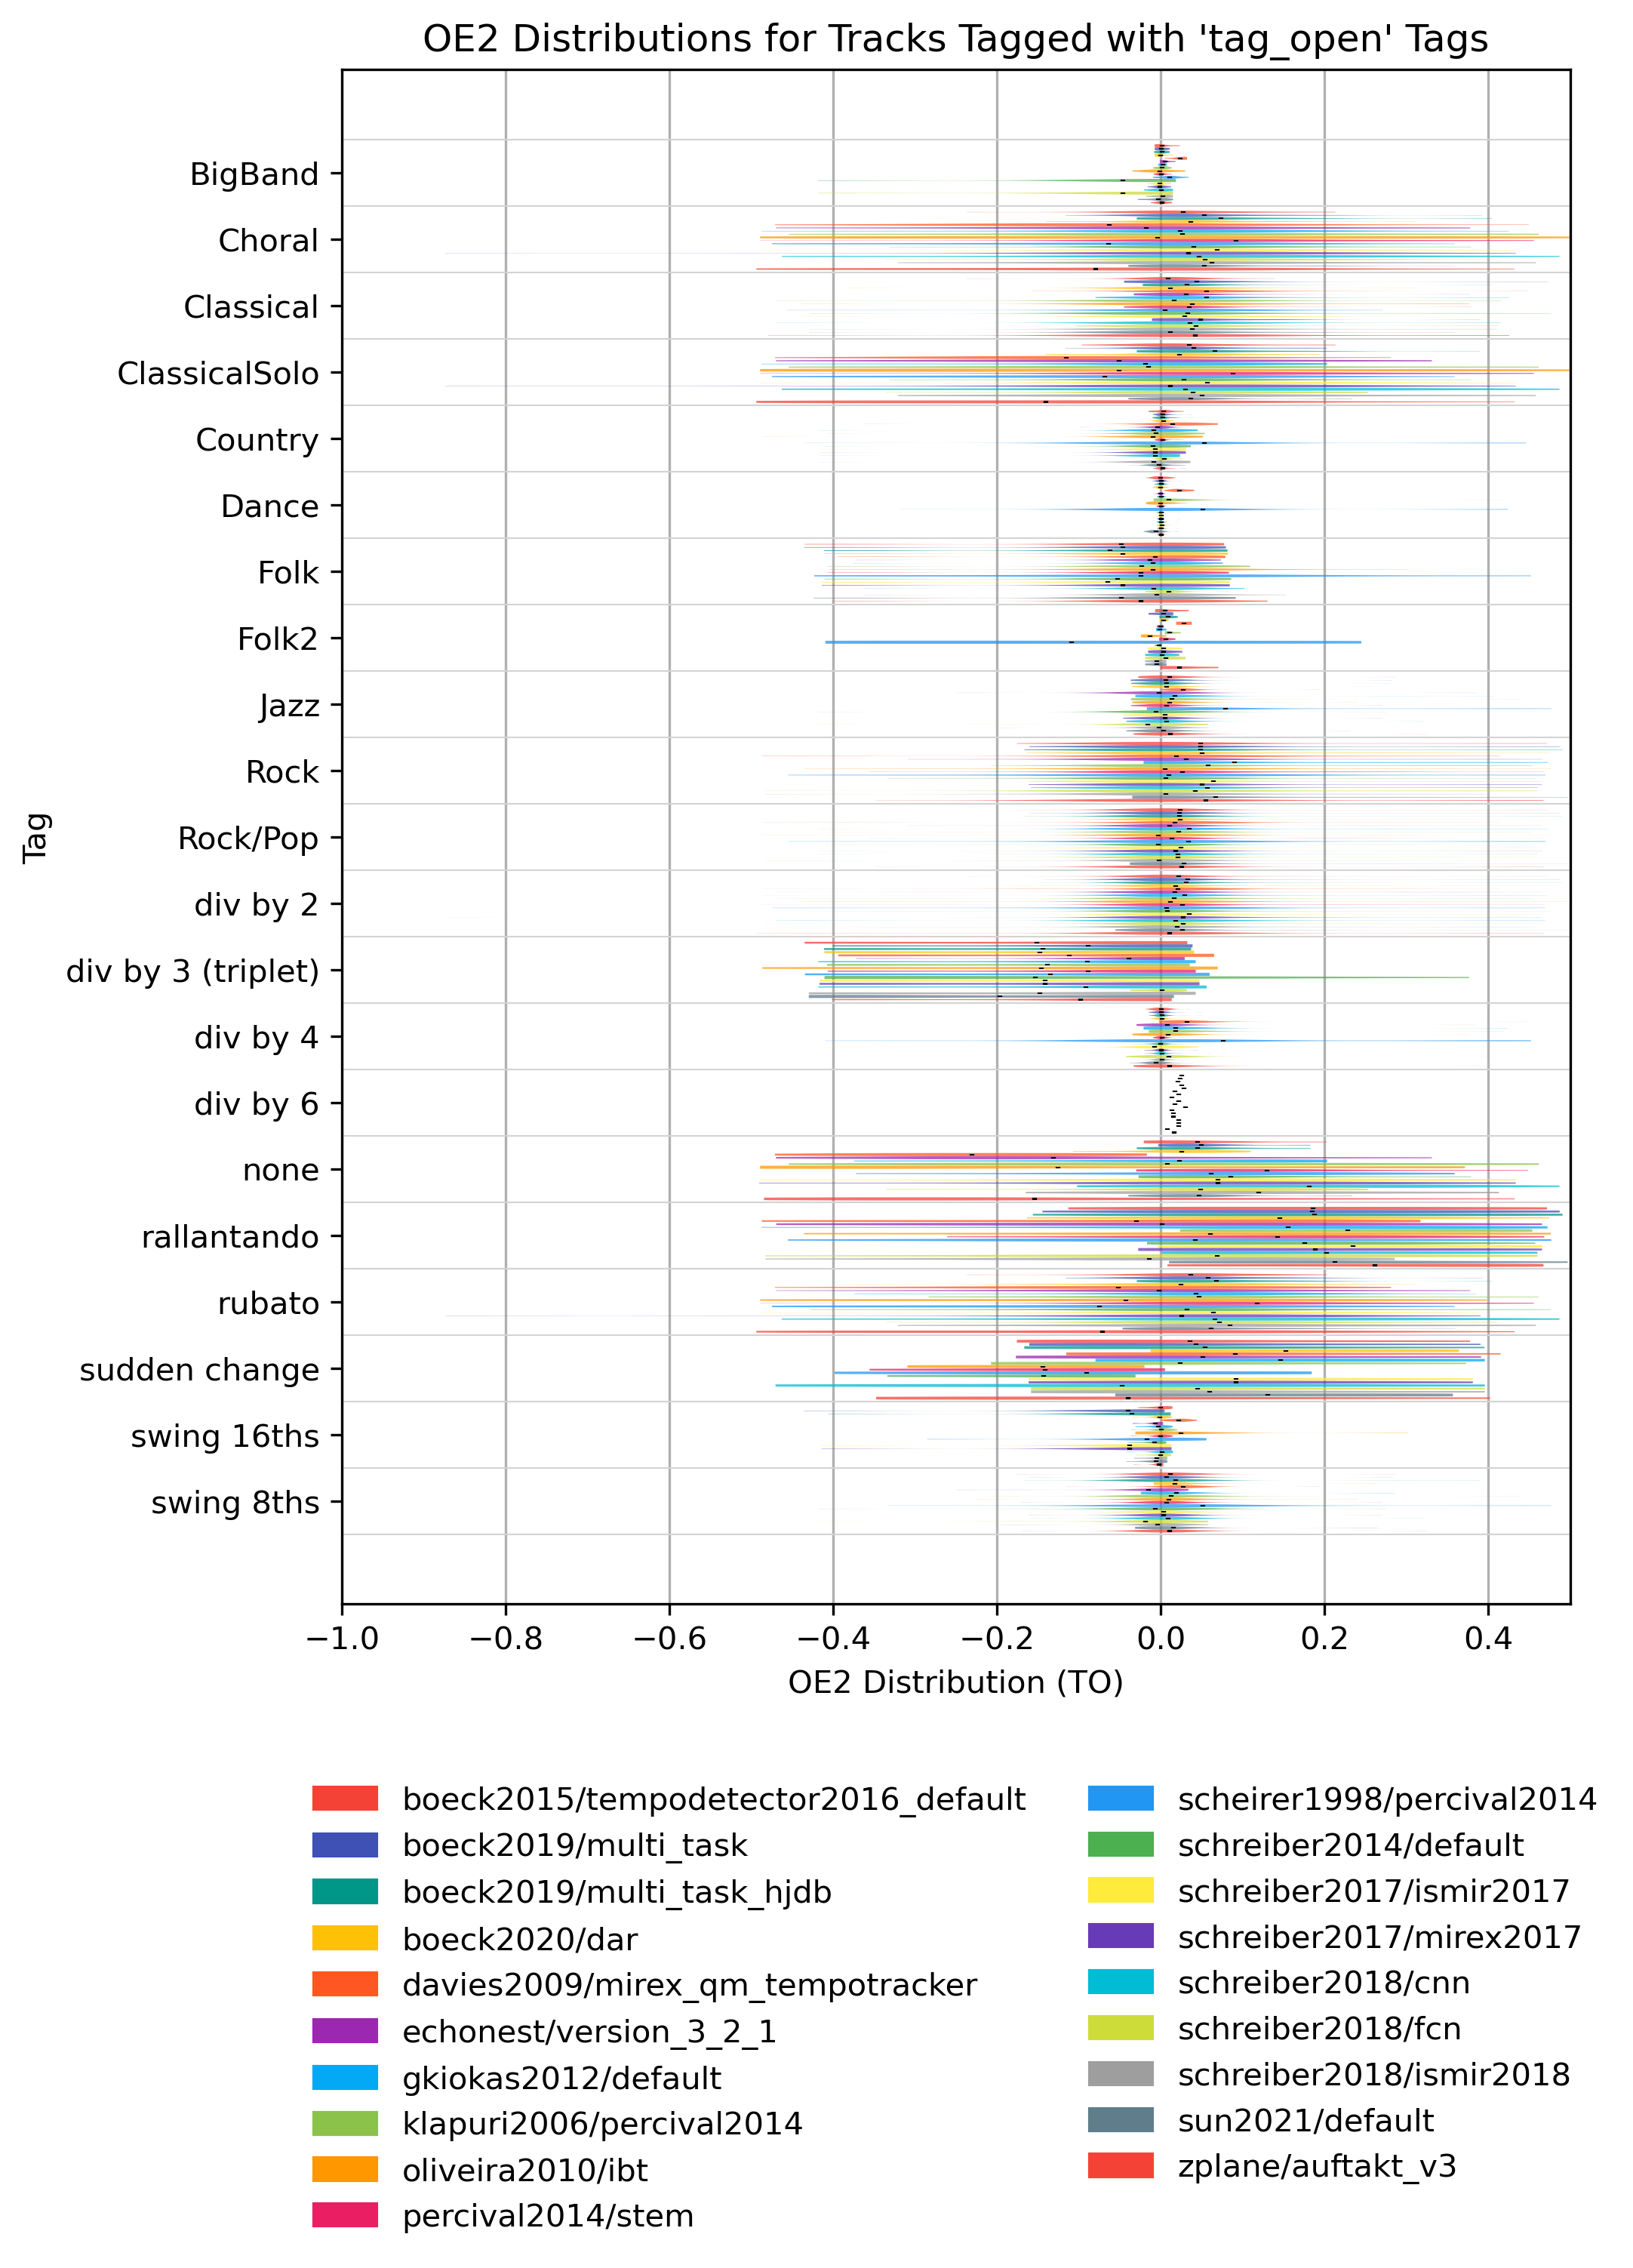 OE2 Distributions for Tracks Tagged with 'tag_open' Tags
Tag
BigBand
Choral
Classical
ClassicalSolo
Country
Dance
Folk
Folk2
Jazz
Rock
Rock/Pop
div by 2
div by 3 (triplet)
div by 4
div by 6
none
rallantando
rubato
sudden change
swing 16ths
swing 8ths
−1.0 −0.8 −0.6 −0.4 −0.2 0.0 0.2 0.4
OE2 Distribution (TO)
boeck2015/tempodetector2016_default
boeck2019/multi_task
boeck2019/multi_task_hjdb
boeck2020/dar
davies2009/mirex_qm_tempotracker
echonest/version_3_2_1
gkiokas2012/default
klapuri2006/percival2014
oliveira2010/ibt
percival2014/stem
scheirer1998/percival2014
schreiber2014/default
schreiber2017/ismir2017
schreiber2017/mirex2017
schreiber2018/cnn
schreiber2018/fcn
schreiber2018/ismir2018
sun2021/default
zplane/auftakt_v3